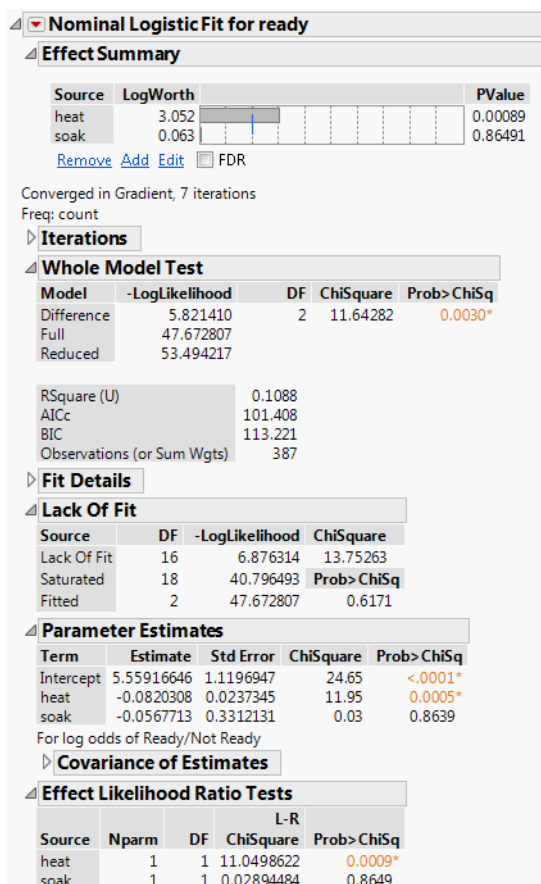 Nominal Logistic Fit for ready
Effect Summary
Source LogWorth PValue
heat 3.052 0.00089
soak 0.063 0.86491
Remove Add Edit FDR
Converged in Gradient, 7 iterations
Freq: count
Iterations
Whole Model Test
Model -LogLikelihood DF ChiSquare Prob>ChiSq
Difference 5.821410 2 11.64282 0.0030*
Full 47.672807
Reduced 53.494217
RSquare (U) 0.1088
AICc 101.408
BIC 113.221
Observations (or Sum Wgts) 387
Fit Details
Lack Of Fit
Source DF -LogLikelihood ChiSquare
Lack Of Fit 16 6.876314 13.75263
Saturated 18 40.796493 Prob>ChiSq
Fitted 2 47.672807 0.6171
Parameter Estimates
Term Estimate Std Error ChiSquare Prob>ChiSq
Intercept 5.55916646 1.1196947 24.65 <.0001*
heat -0.0820308 0.0237345 11.95 0.0005*
soak -0.0567713 0.3312131 0.03 0.8639
For log odds of Ready/Not Ready
Covariance of Estimates
Effect Likelihood Ratio Tests
L-R
Source Nparm DF ChiSquare Prob>ChiSq
heat 1 1 11.0498622 0.0009*
soak 1 1 0.02894484 0.8649